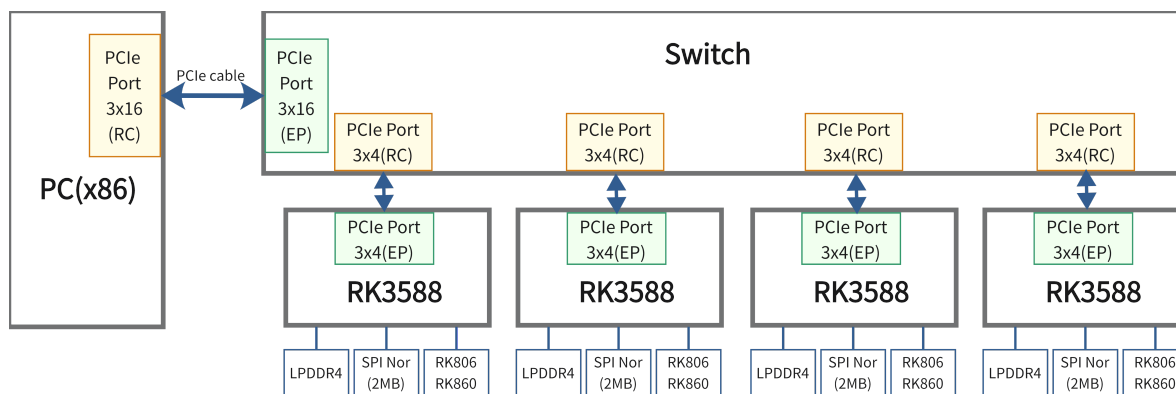 PCIe
Port
3x16
(RC)
PC(x86)
PCIe cable
PCIe
Port
3x16
(EP)
Switch
PCIe Port
3x4(RC)
PCIe Port
3x4(RC)
PCIe Port
3x4(RC)
PCIe Port
3x4(RC)
PCIe Port
3x4(EP)
RK3588
PCIe Port
3x4(EP)
RK3588
PCIe Port
3x4(EP)
RK3588
PCIe Port
3x4(EP)
RK3588
LPDDR4
SPI Nor
(2MB)
RK806
RK860
LPDDR4
SPI Nor
(2MB)
RK806
RK860
LPDDR4
SPI Nor
(2MB)
RK806
RK860
LPDDR4
SPI Nor
(2MB)
RK806
RK860